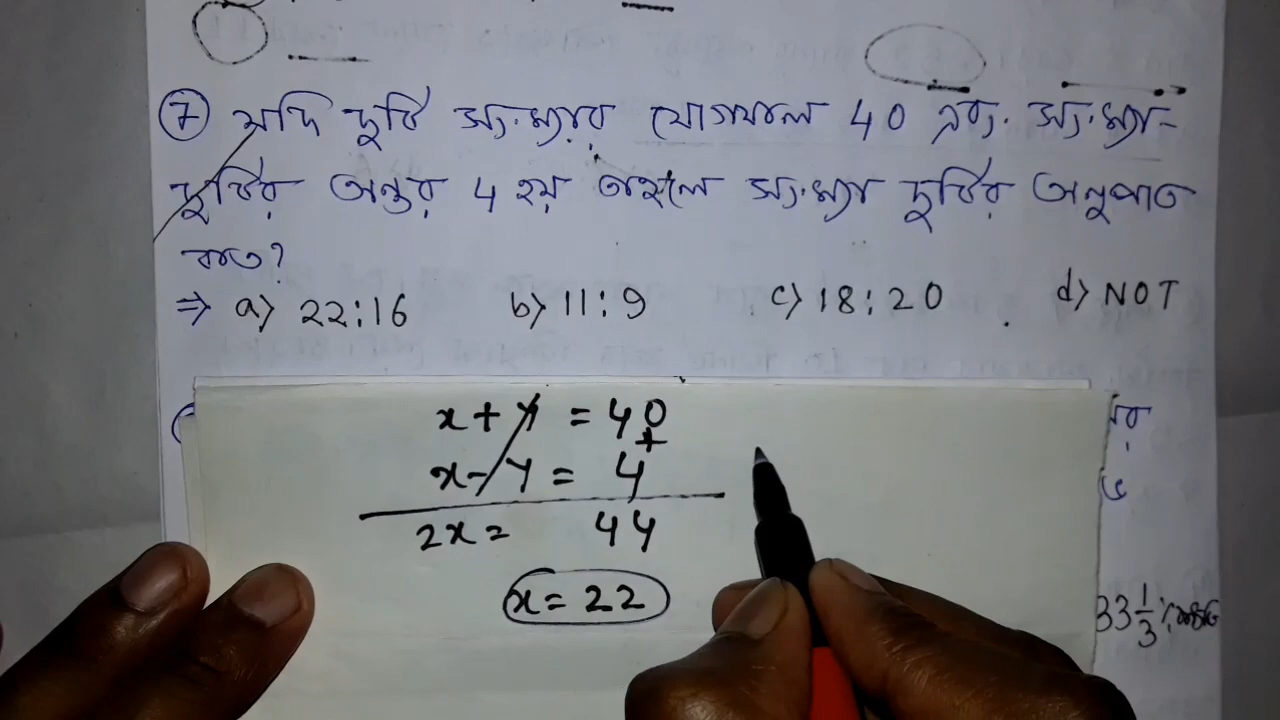 ⑦ যদি দুটি সংখ্যার যোগফল 40 এবং সংখ্যা-
দুটির অন্তর 4 হয় তাহলে সংখ্যা দুটির অনুপাত
কত?
⇒ a) 22:16 b) 11:9 c) 18:20 d) NOT
x + y = 40
+
x - y = 4
2x = 44
x = 22
33 1/3 %